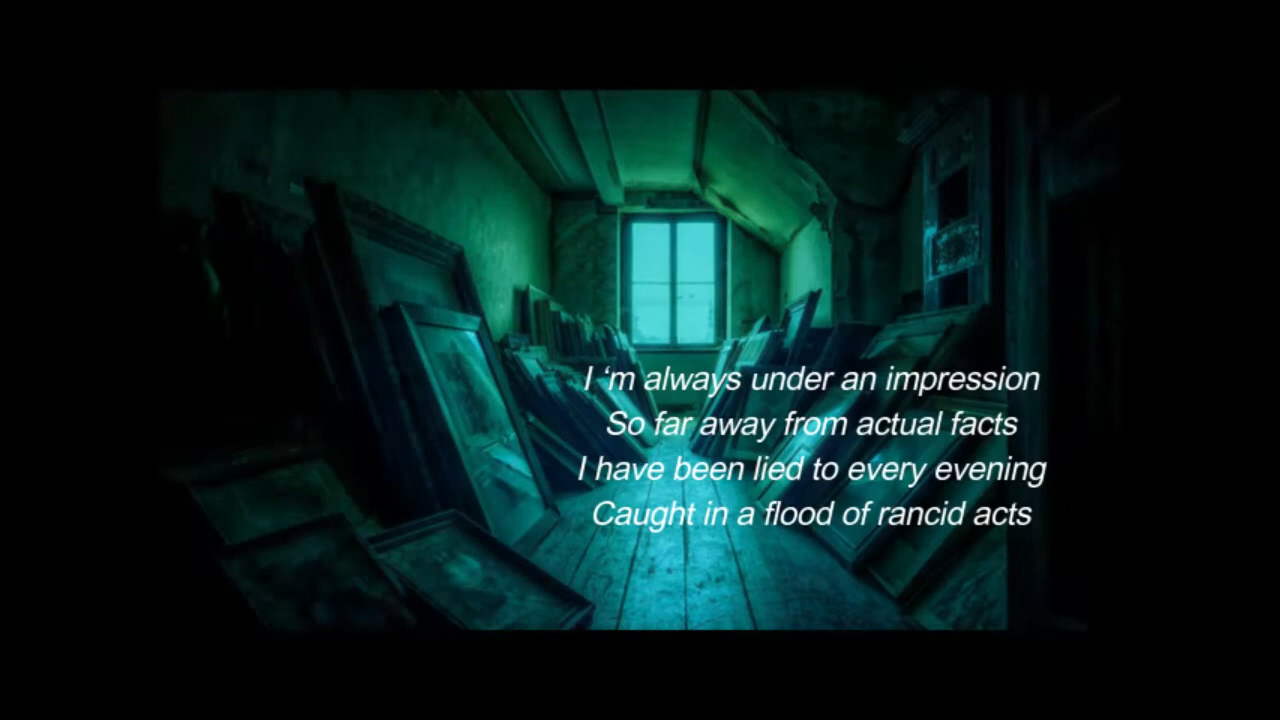 I ‘m always under an impression
So far away from actual facts
I have been lied to every evening
Caught in a flood of rancid acts